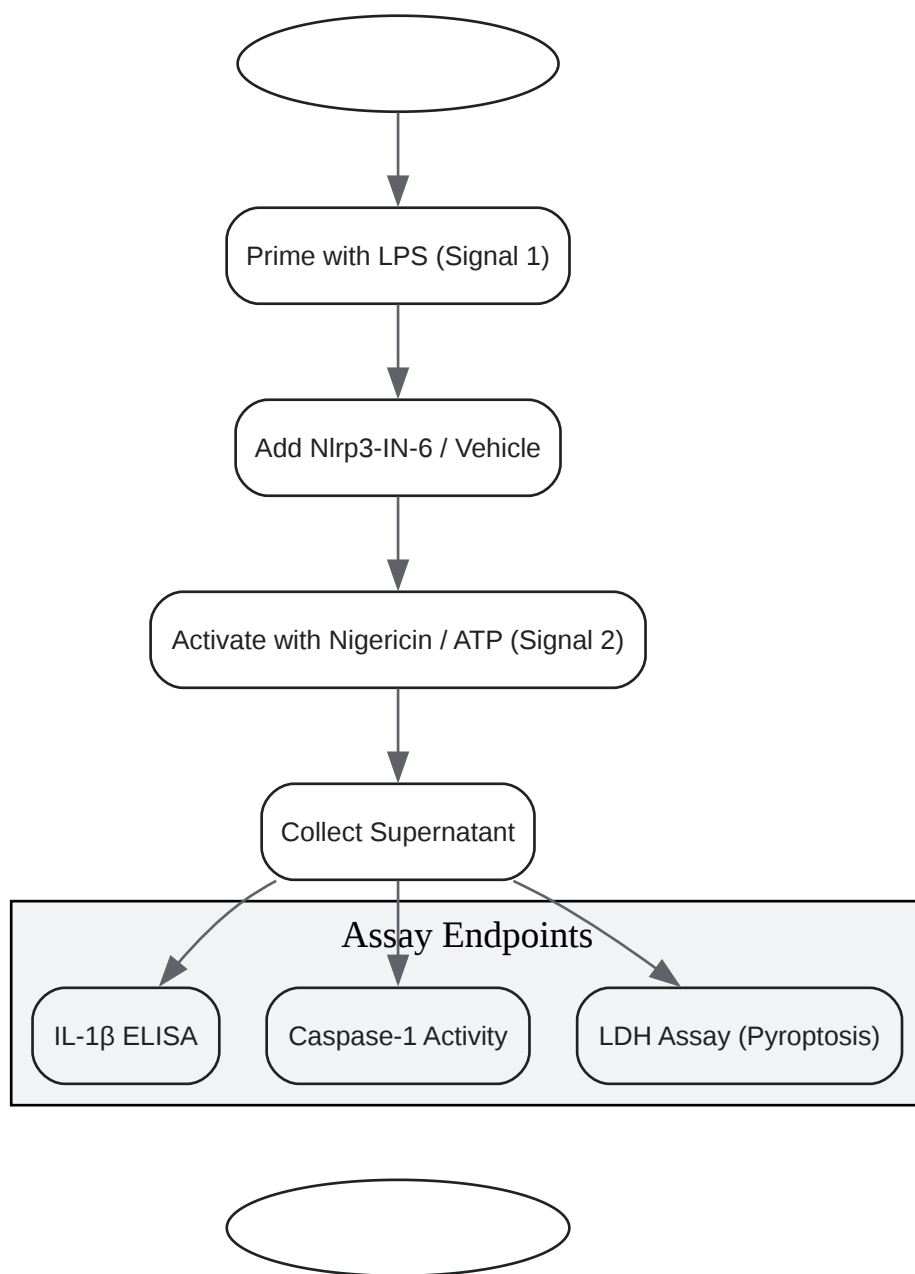 Prime with LPS (Signal 1)
Add Nlrp3-IN-6 / Vehicle
Activate with Nigericin / ATP (Signal 2)
Collect Supernatant
Assay Endpoints
IL-1β ELISA
Caspase-1 Activity
LDH Assay (Pyroptosis)